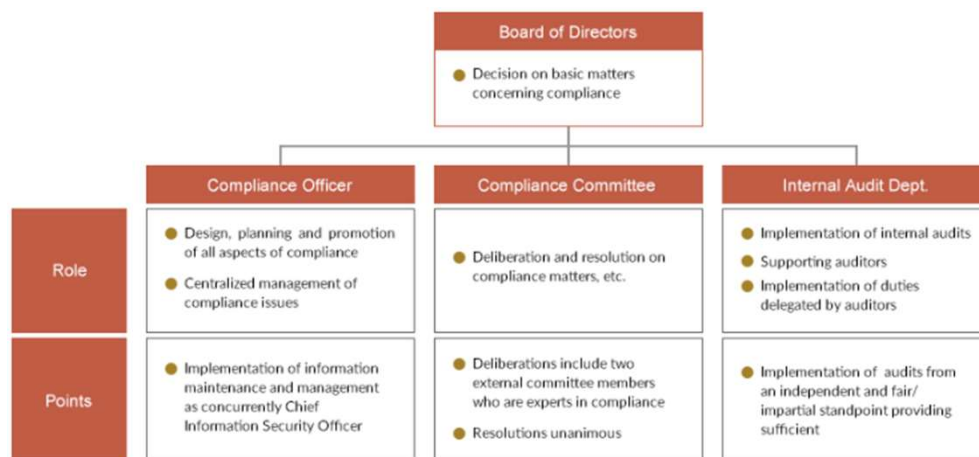 Board of Directors
Decision on basic matters
concerning compliance
Compliance Officer
Compliance Committee
Internal Audit Dept.
Role
Design, planning and promotion
of all aspects of compliance
Centralized management of
compliance issues
Deliberation and resolution on
compliance matters, etc.
Implementation of internal audits
Supporting auditors
Implementation of duties
delegated by auditors
Points
Implementation of information
maintenance and management
as concurrently Chief
Information Security Officer
Deliberations include two
external committee members
who are experts in compliance
Resolutions unanimous
Implementation of audits from
an independent and fair/
impartial standpoint providing
sufficient